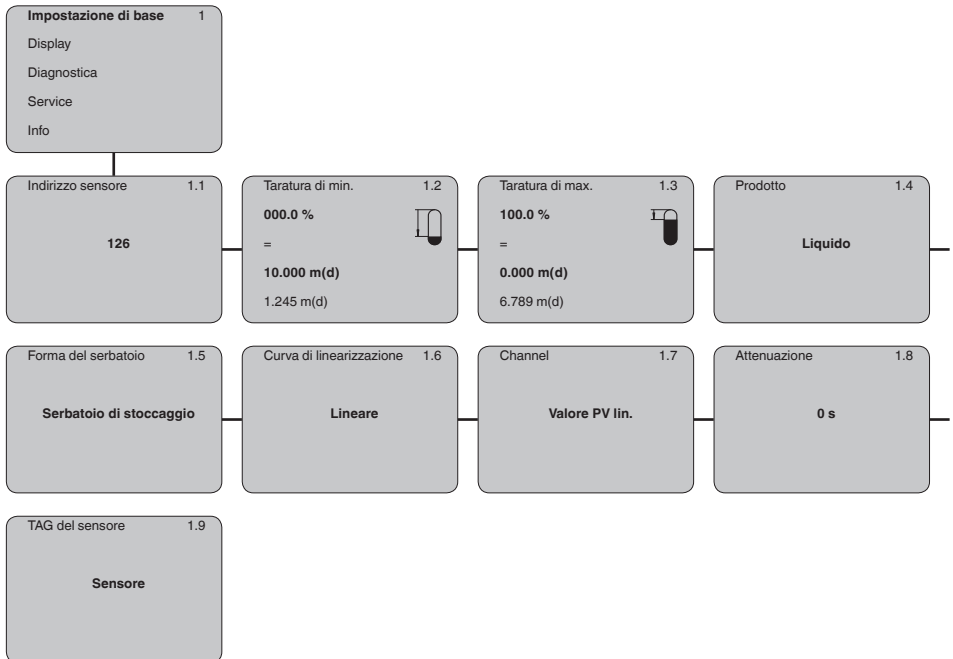 Impostazione di base 1
Display
Diagnostica
Service
Info
Indirizzo sensore 1.1
126
Taratura di min. 1.2
000.0 %
=
10.000 m(d)
1.245 m(d)
Taratura di max. 1.3
100.0 %
=
0.000 m(d)
6.789 m(d)
Prodotto 1.4
Liquido
Forma del serbatoio 1.5
Serbatoio di stoccaggio
Curva di linearizzazione 1.6
Lineare
Channel 1.7
Valore PV lin.
Attenuazione 1.8
0 s
TAG del sensore 1.9
Sensore